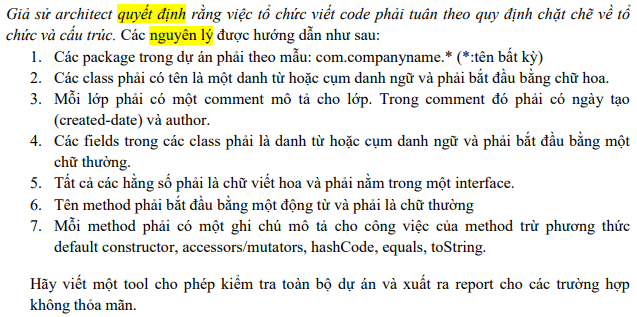 Giả sử architect quyết định rằng việc tổ chức viết code phải tuân theo quy định chặt chẽ về tổ
chức và cấu trúc. Các nguyên lý được hướng dẫn như sau:
1. Các package trong dự án phải theo mẫu: com.companyname.* (*:tên bất kỳ)
2. Các class phải có tên là một danh từ hoặc cụm danh ngữ và phải bắt đầu bằng chữ hoa.
3. Mỗi lớp phải có một comment mô tả cho lớp. Trong comment đó phải có ngày tạo
(created-date) và author.
4. Các fields trong các class phải là danh từ hoặc cụm danh ngữ và phải bắt đầu bằng một
chữ thường.
5. Tất cả các hằng số phải là chữ viết hoa và phải nằm trong một interface.
6. Tên method phải bắt đầu bằng một động từ và phải là chữ thường
7. Mỗi method phải có một ghi chú mô tả cho công việc của method trừ phương thức
default constructor, accessors/mutators, hashCode, equals, toString.
Hãy viết một tool cho phép kiểm tra toàn bộ dự án và xuất ra report cho các trường hợp
không thỏa mãn.